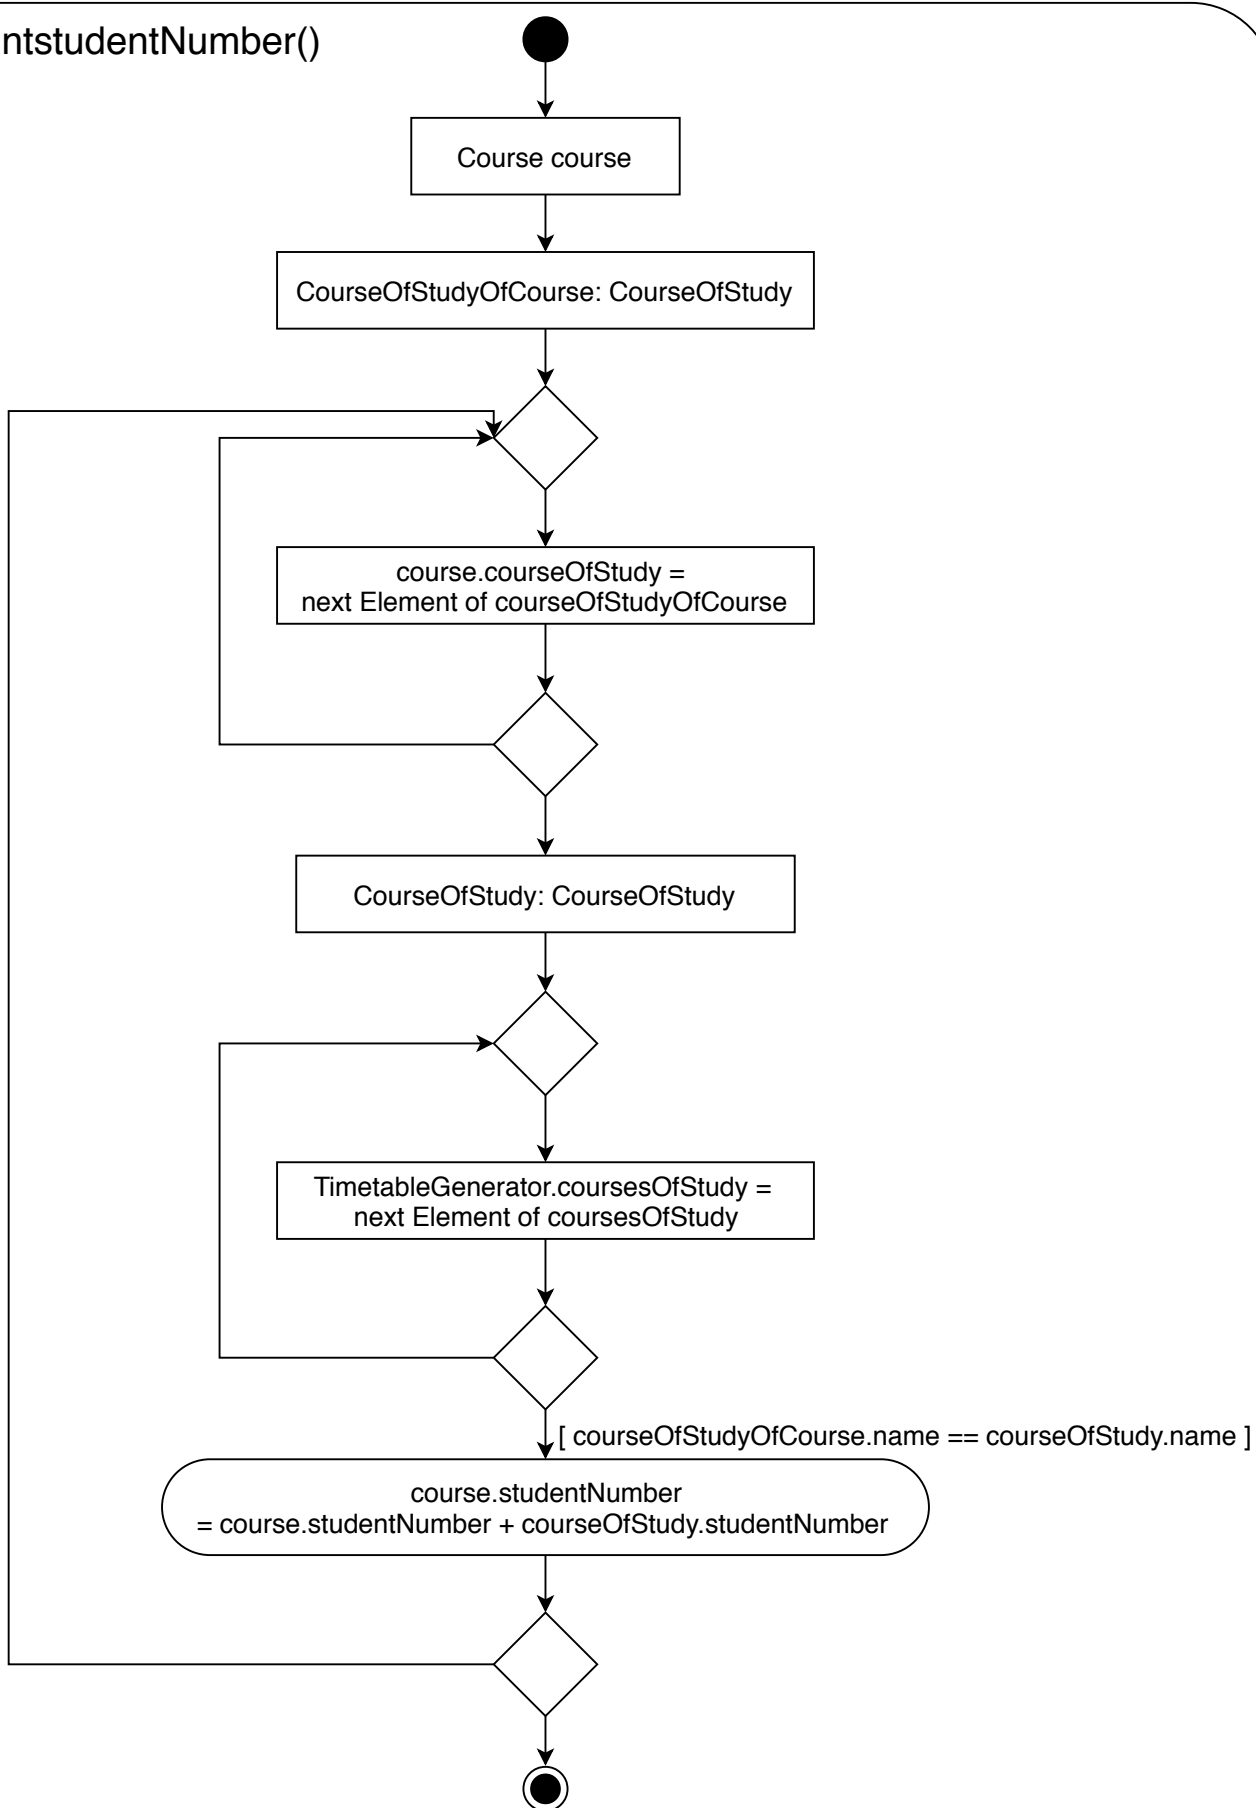 ntstudentNumber()
Course course
CourseOfStudyOfCourse: CourseOfStudy
course.courseOfStudy =
next Element of courseOfStudyOfCourse
CourseOfStudy: CourseOfStudy
TimetableGenerator.coursesOfStudy =
next Element of coursesOfStudy
[ courseOfStudyOfCourse.name == courseOfStudy.name ]
course.studentNumber
= course.studentNumber + courseOfStudy.studentNumber